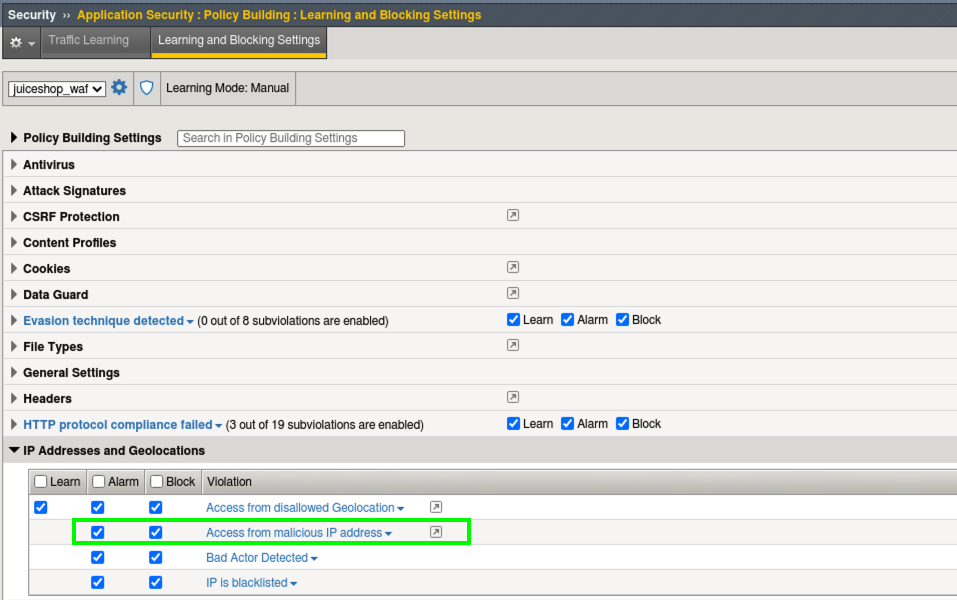 Security ›› Application Security : Policy Building : Learning and Blocking Settings
Traffic Learning Learning and Blocking Settings
juiceshop_waf Learning Mode: Manual
Policy Building Settings Search in Policy Building Settings
Antivirus
Attack Signatures
CSRF Protection
Content Profiles
Cookies
Data Guard
Evasion technique detected (0 out of 8 subviolations are enabled) Learn Alarm Block
File Types
General Settings
Headers
HTTP protocol compliance failed (3 out of 19 subviolations are enabled) Learn Alarm Block
IP Addresses and Geolocations
Learn Alarm Block Violation
Access from disallowed Geolocation
Access from malicious IP address
Bad Actor Detected
IP is blacklisted